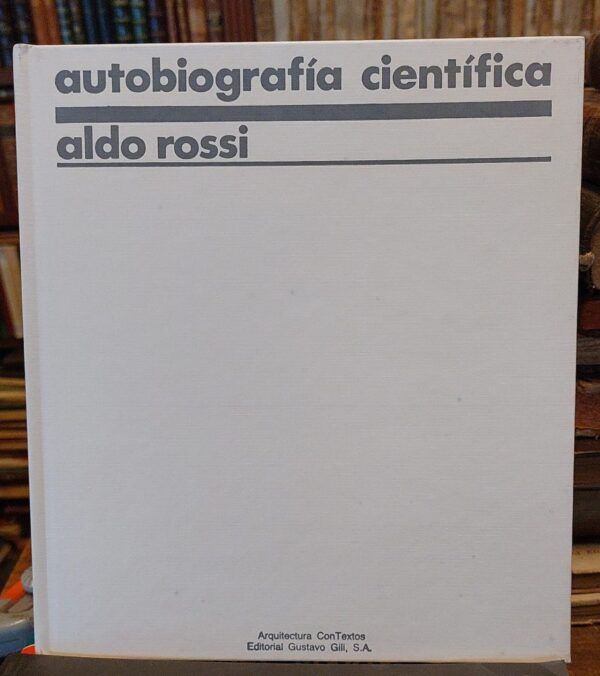 autobiografía científica
aldo rossi
Arquitectura ConTextos
Editorial Gustavo Gili, S.A.